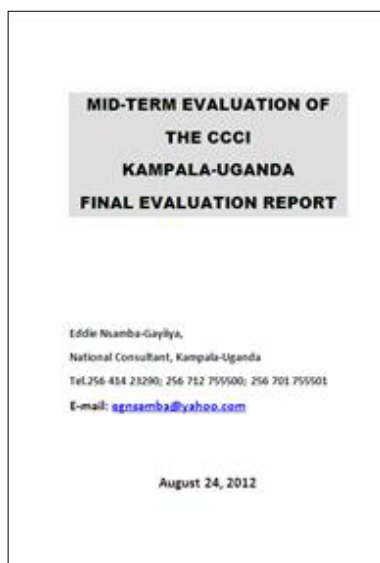 MID-TERM EVALUATION OF
THE CCCI
KAMPALA-UGANDA
FINAL EVALUATION REPORT
Eddie Nsamba-Gayiiya,
National Consultant, Kampala-Uganda
Tel.256 414 23290; 256 712 755500; 256 701 755501
E-mail: egnsamba@yahoo.com
August 24, 2012